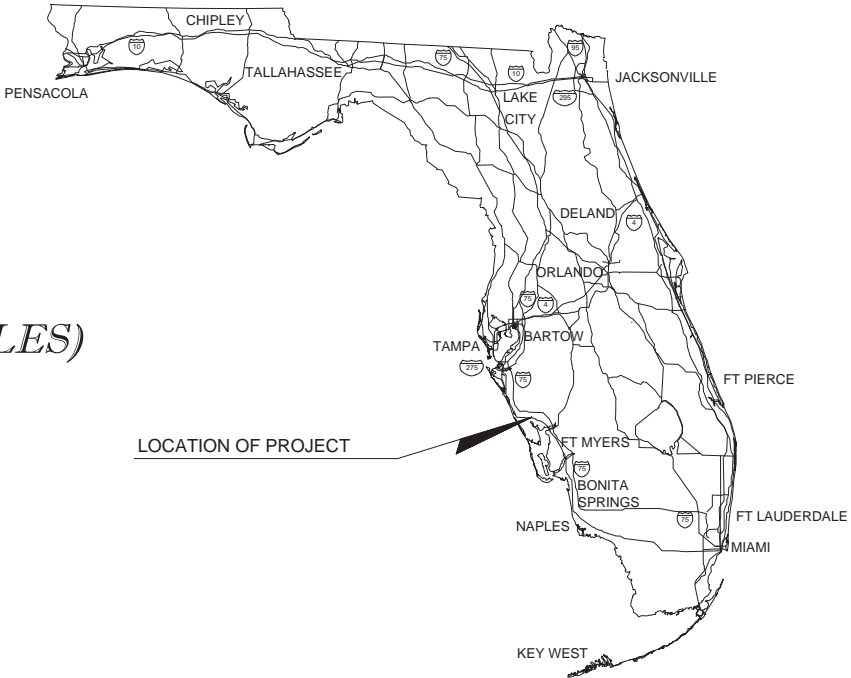 CHIPLEY
10
75
95
TALLAHASSEE
10
JACKSONVILLE
PENSACOLA
LAKE
CITY
295
DELAND
4
ORLANDO
75
4
LES)
TAMPA
BARTOW
275
75
FT PIERCE
LOCATION OF PROJECT
FT MYERS
75
BONITA
SPRINGS
75
FT LAUDERDALE
NAPLES
MIAMI
KEY WEST